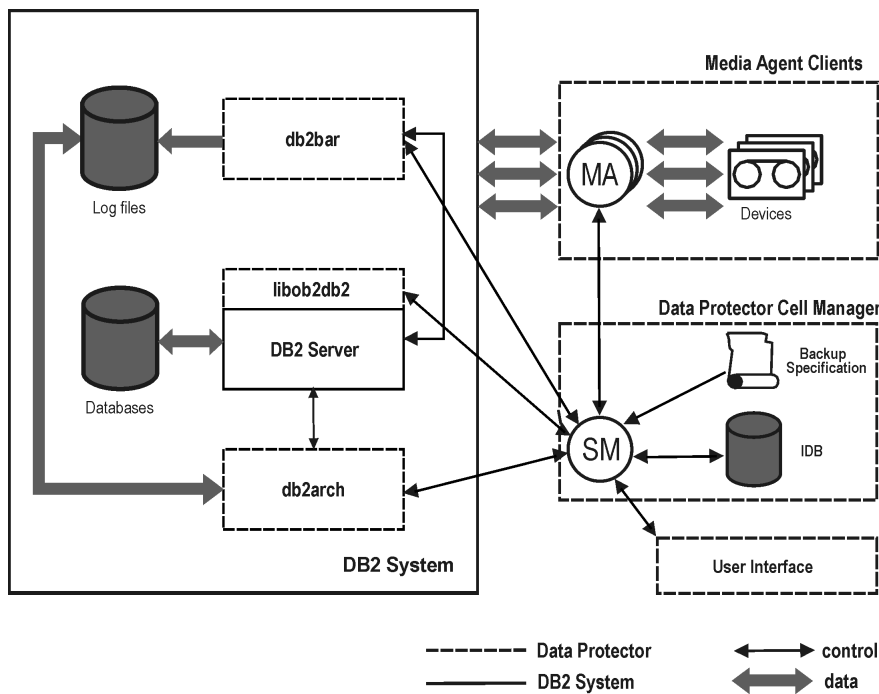 Media Agent Clients
db2bar
MA
Log files
Devices
libob2db2
Data Protector Cell Manager
DB2 Server
Backup
Specification
Databases
SM
IDB
db2arch
DB2 System
User Interface
Data Protector
control
DB2 System
data